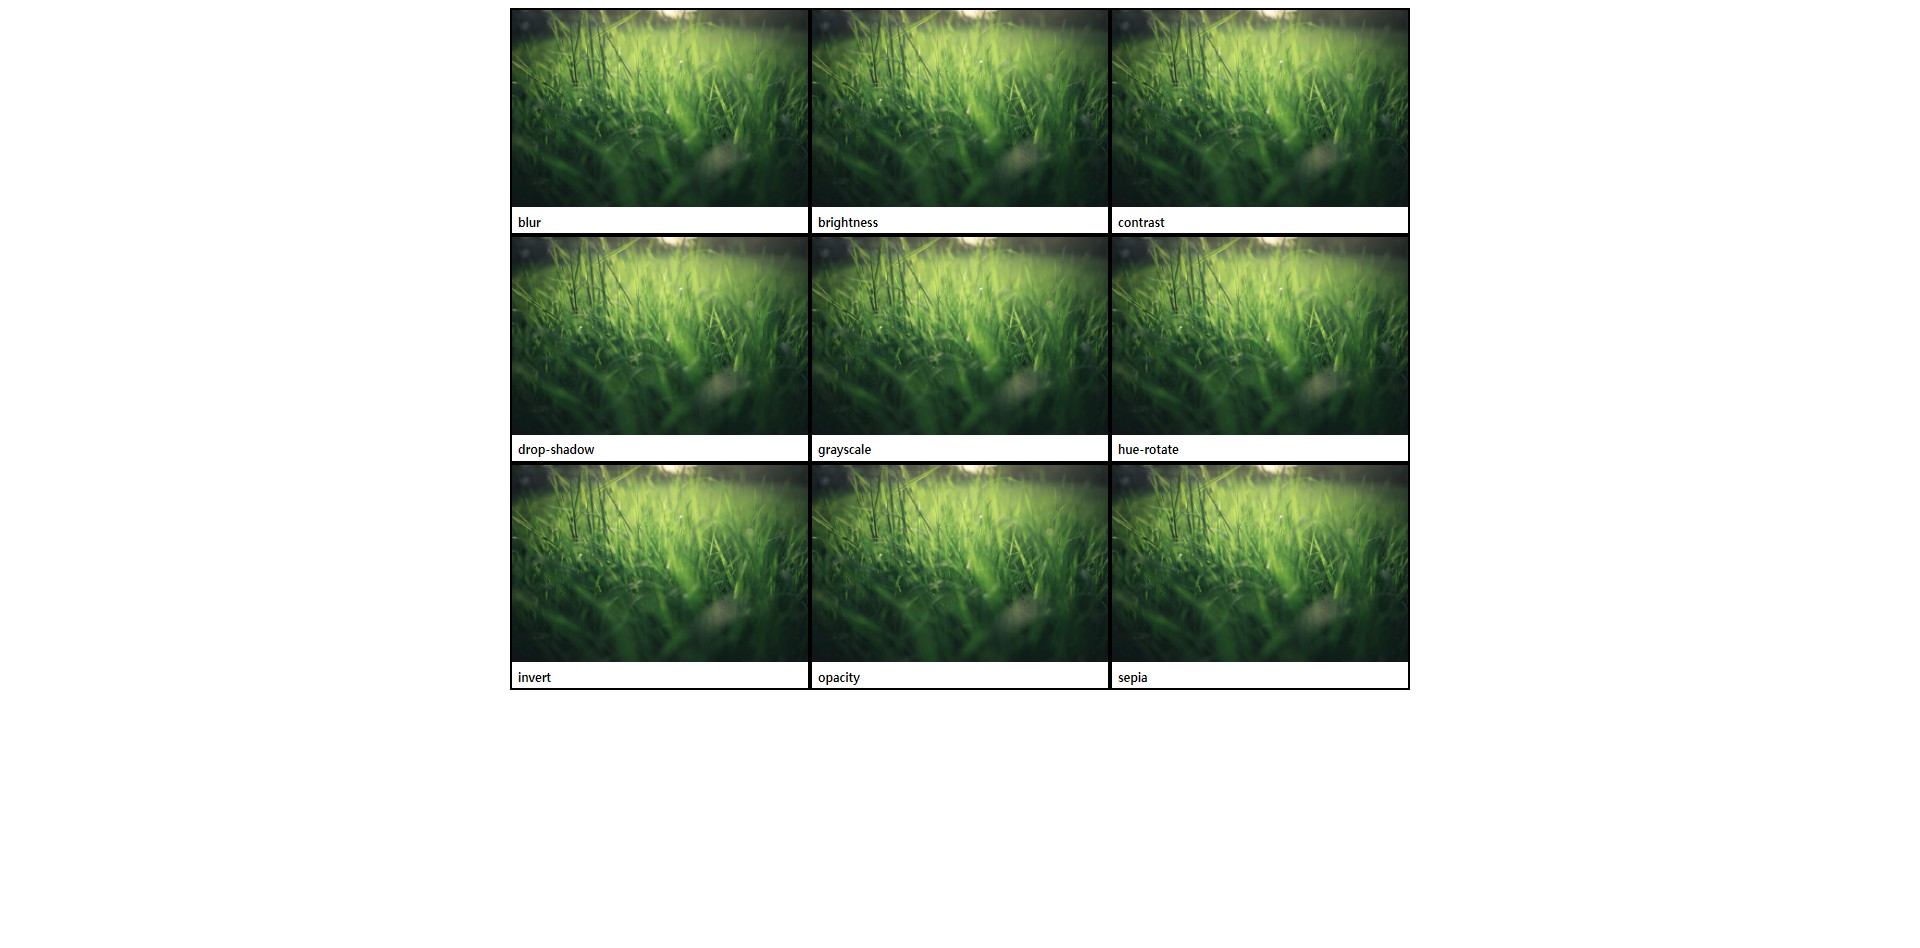 blur
brightness
contrast
drop-shadow
grayscale
hue-rotate
invert
opacity
sepia